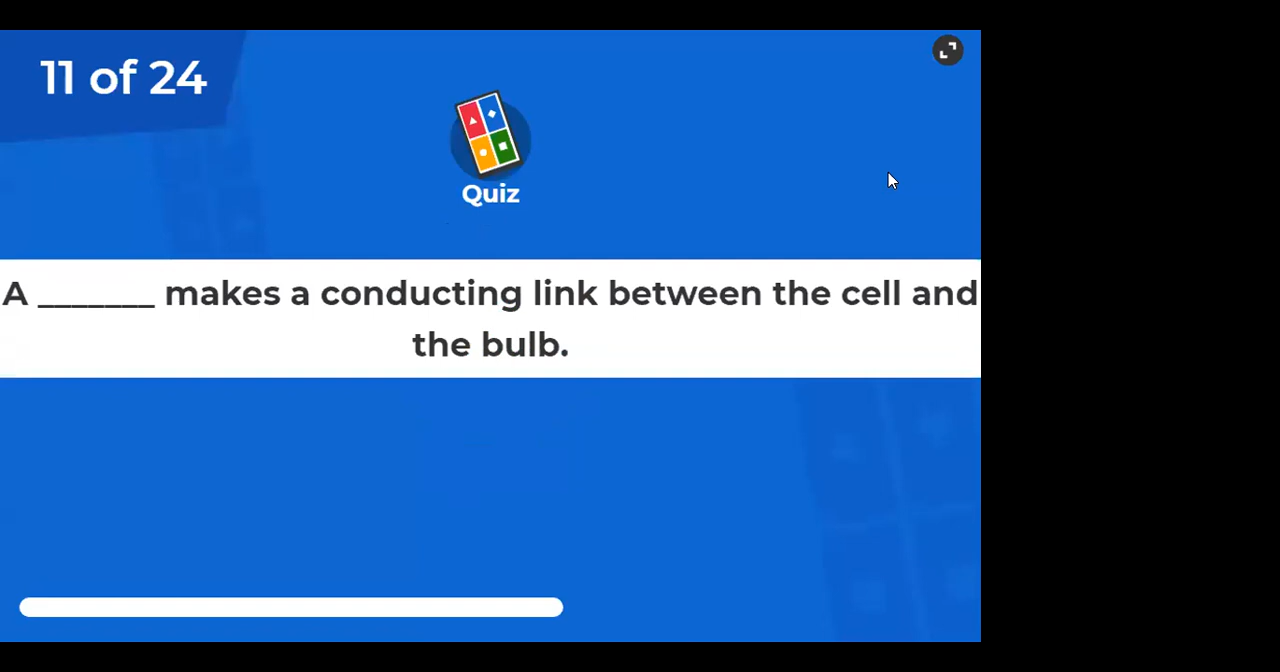 11 of 24
Quiz
A _______ makes a conducting link between the cell and
the bulb.